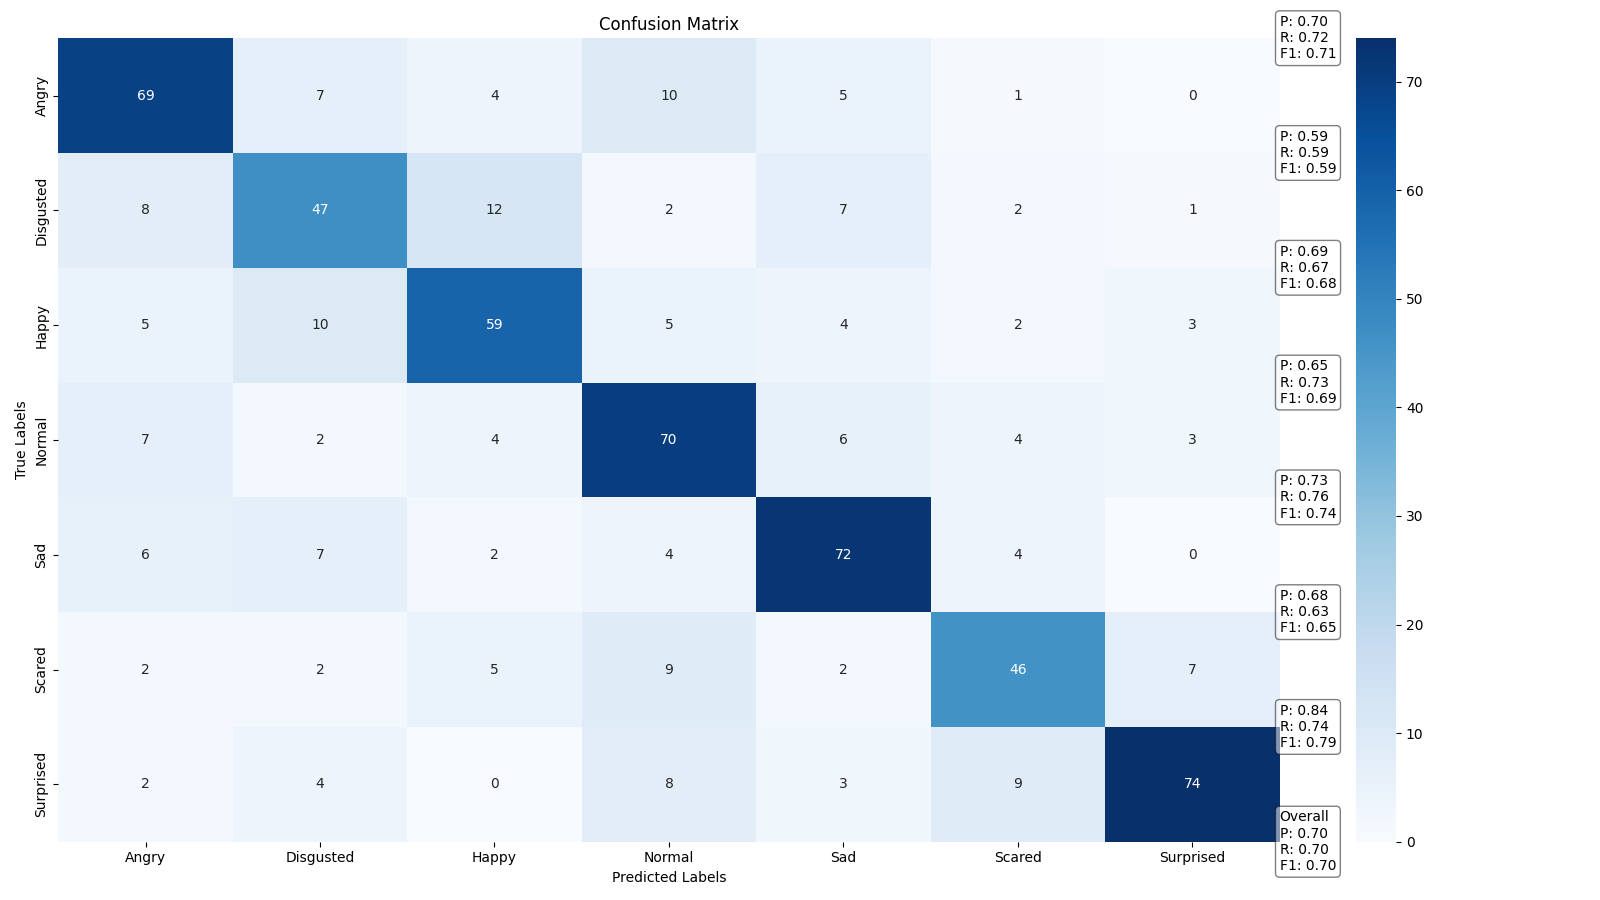 Confusion Matrix
True Labels
Angry
69 7 4 10 5 1 0
Disgusted
8 47 12 2 7 2 1
Happy
5 10 59 5 4 2 3
Normal
7 2 4 70 6 4 3
Sad
6 7 2 4 72 4 0
Scared
2 2 5 9 2 46 7
Surprised
2 4 0 8 3 9 74
Angry Disgusted Happy Normal Sad Scared Surprised
Predicted Labels
P: 0.70
R: 0.72
F1: 0.71
P: 0.59
R: 0.59
F1: 0.59
P: 0.69
R: 0.67
F1: 0.68
P: 0.65
R: 0.73
F1: 0.69
P: 0.73
R: 0.76
F1: 0.74
P: 0.68
R: 0.63
F1: 0.65
P: 0.84
R: 0.74
F1: 0.79
Overall
P: 0.70
R: 0.70
F1: 0.70
70
60
50
40
30
20
10
0